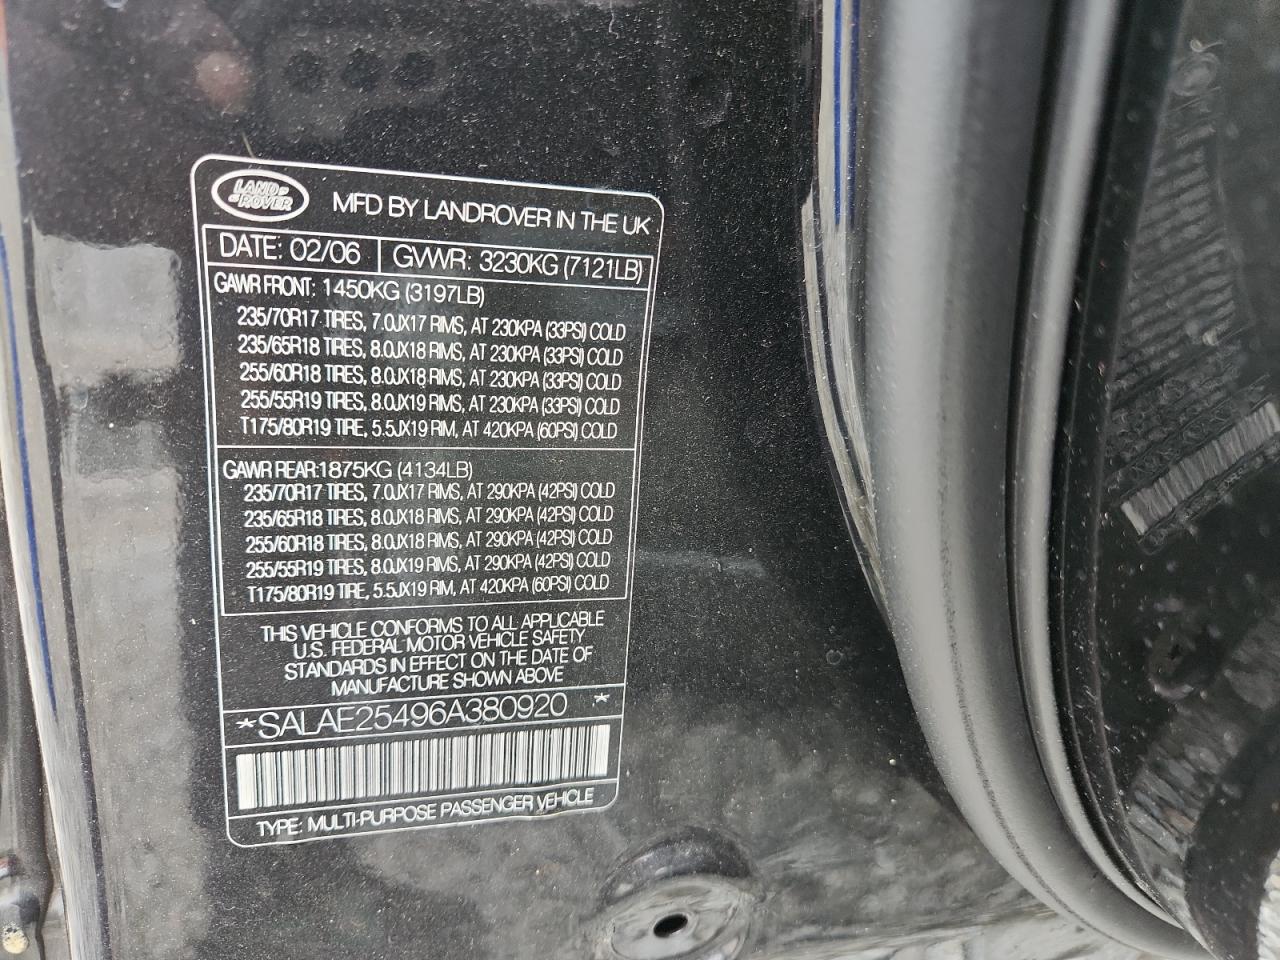 LAND ROVER
MFD BY LANDROVER IN THE UK
DATE: 02/06 GVWR: 3230KG (7121LB)
GAWR FRONT: 1450KG (3197LB)
235/70R17 TIRES, 7.0JX17 RIMS, AT 230KPA (33PSI) COLD
235/65R18 TIRES, 8.0JX18 RIMS, AT 230KPA (33PSI) COLD
255/60R18 TIRES, 8.0JX18 RIMS, AT 230KPA (33PSI) COLD
255/55R19 TIRES, 8.0JX19 RIMS, AT 230KPA (33PSI) COLD
T175/80R19 TIRE, 5.5JX19 RIM, AT 420KPA (60PSI) COLD
GAWR REAR:1875KG (4134LB)
235/70R17 TIRES, 7.0JX17 RIMS, AT 290KPA (42PSI) COLD
235/65R18 TIRES, 8.0JX18 RIMS, AT 290KPA (42PSI) COLD
255/60R18 TIRES, 8.0JX18 RIMS, AT 290KPA (42PSI) COLD
255/55R19 TIRES, 8.0JX19 RIMS, AT 290KPA (42PSI) COLD
T175/80R19 TIRE, 5.5JX19 RIM, AT 420KPA (60PSI) COLD
THIS VEHICLE CONFORMS TO ALL APPLICABLE
U.S. FEDERAL MOTOR VEHICLE SAFETY
STANDARDS IN EFFECT ON THE DATE OF
MANUFACTURE SHOWN ABOVE
*SALAE25496A380920 *
TYPE: MULTI-PURPOSE PASSENGER VEHICLE